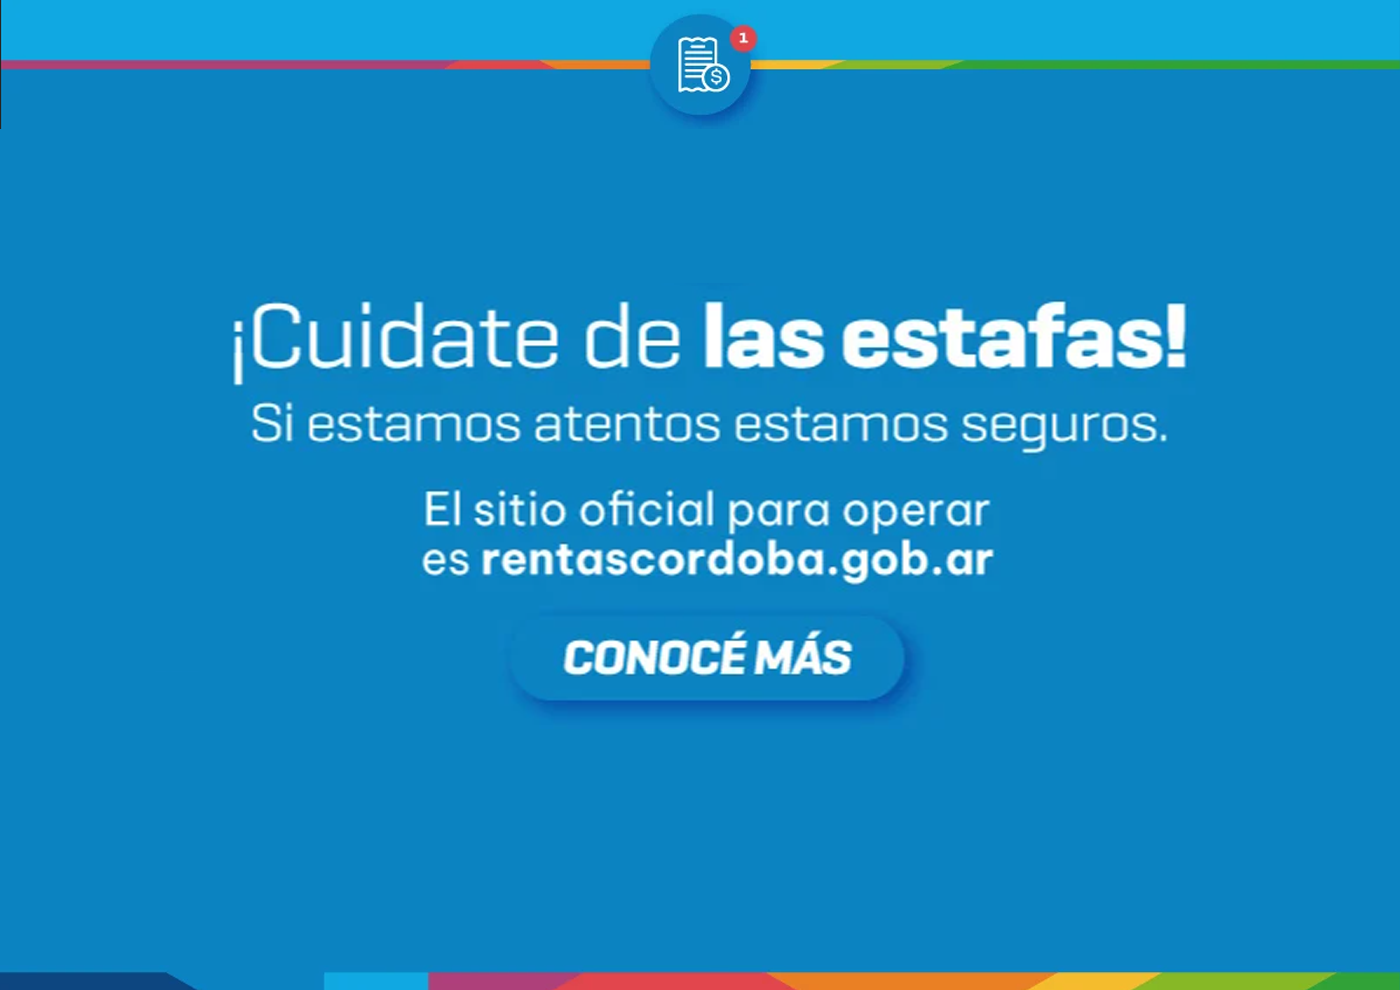 1
$
¡Cuidate de las estafas!
Si estamos atentos estamos seguros.
El sitio oficial para operar
es rentascordoba.gob.ar
CONOCÉ MÁS